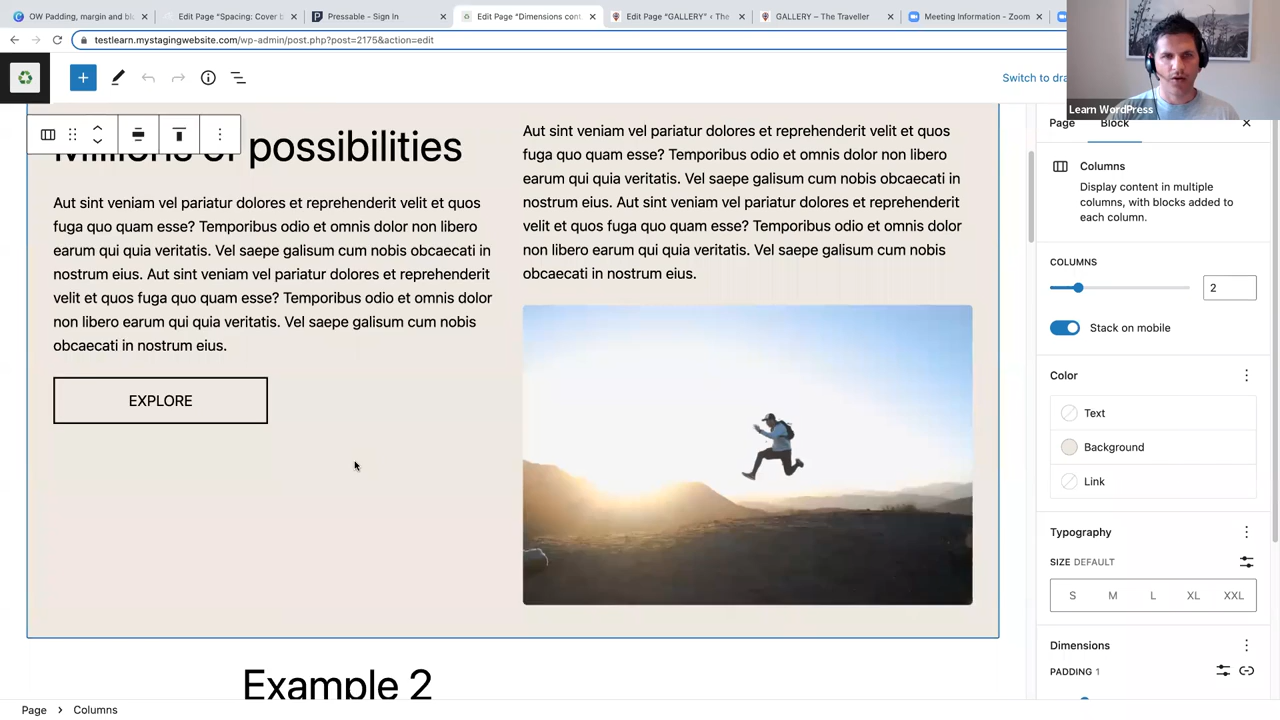 OW Padding, margin and blo
Edit Page “Spacing: Cover b
Pressable - Sign In
Edit Page “Dimensions cont
Edit Page “GALLERY” ‹ The
GALLERY – The Traveller
Meeting Information - Zoom
testlearn.mystagingwebsite.com/wp-admin/post.php?post=2175&action=edit
Learn WordPress
Switch to dra
Page
Block
Millions of possibilities
Aut sint veniam vel pariatur dolores et reprehenderit velit et quos
fuga quo quam esse? Temporibus odio et omnis dolor non libero
earum qui quia veritatis. Vel saepe galisum cum nobis obcaecati in
nostrum eius. Aut sint veniam vel pariatur dolores et reprehenderit
velit et quos fuga quo quam esse? Temporibus odio et omnis dolor
non libero earum qui quia veritatis. Vel saepe galisum cum nobis
obcaecati in nostrum eius.
EXPLORE
Aut sint veniam vel pariatur dolores et reprehenderit velit et quos
fuga quo quam esse? Temporibus odio et omnis dolor non libero
earum qui quia veritatis. Vel saepe galisum cum nobis obcaecati in
nostrum eius. Aut sint veniam vel pariatur dolores et reprehenderit
velit et quos fuga quo quam esse? Temporibus odio et omnis dolor
non libero earum qui quia veritatis. Vel saepe galisum cum nobis
obcaecati in nostrum eius.
Example 2
Columns
Display content in multiple
columns, with blocks added to
each column.
COLUMNS
2
Stack on mobile
Color
Text
Background
Link
Typography
SIZE DEFAULT
S M L XL XXL
Dimensions
PADDING 1
Page > Columns